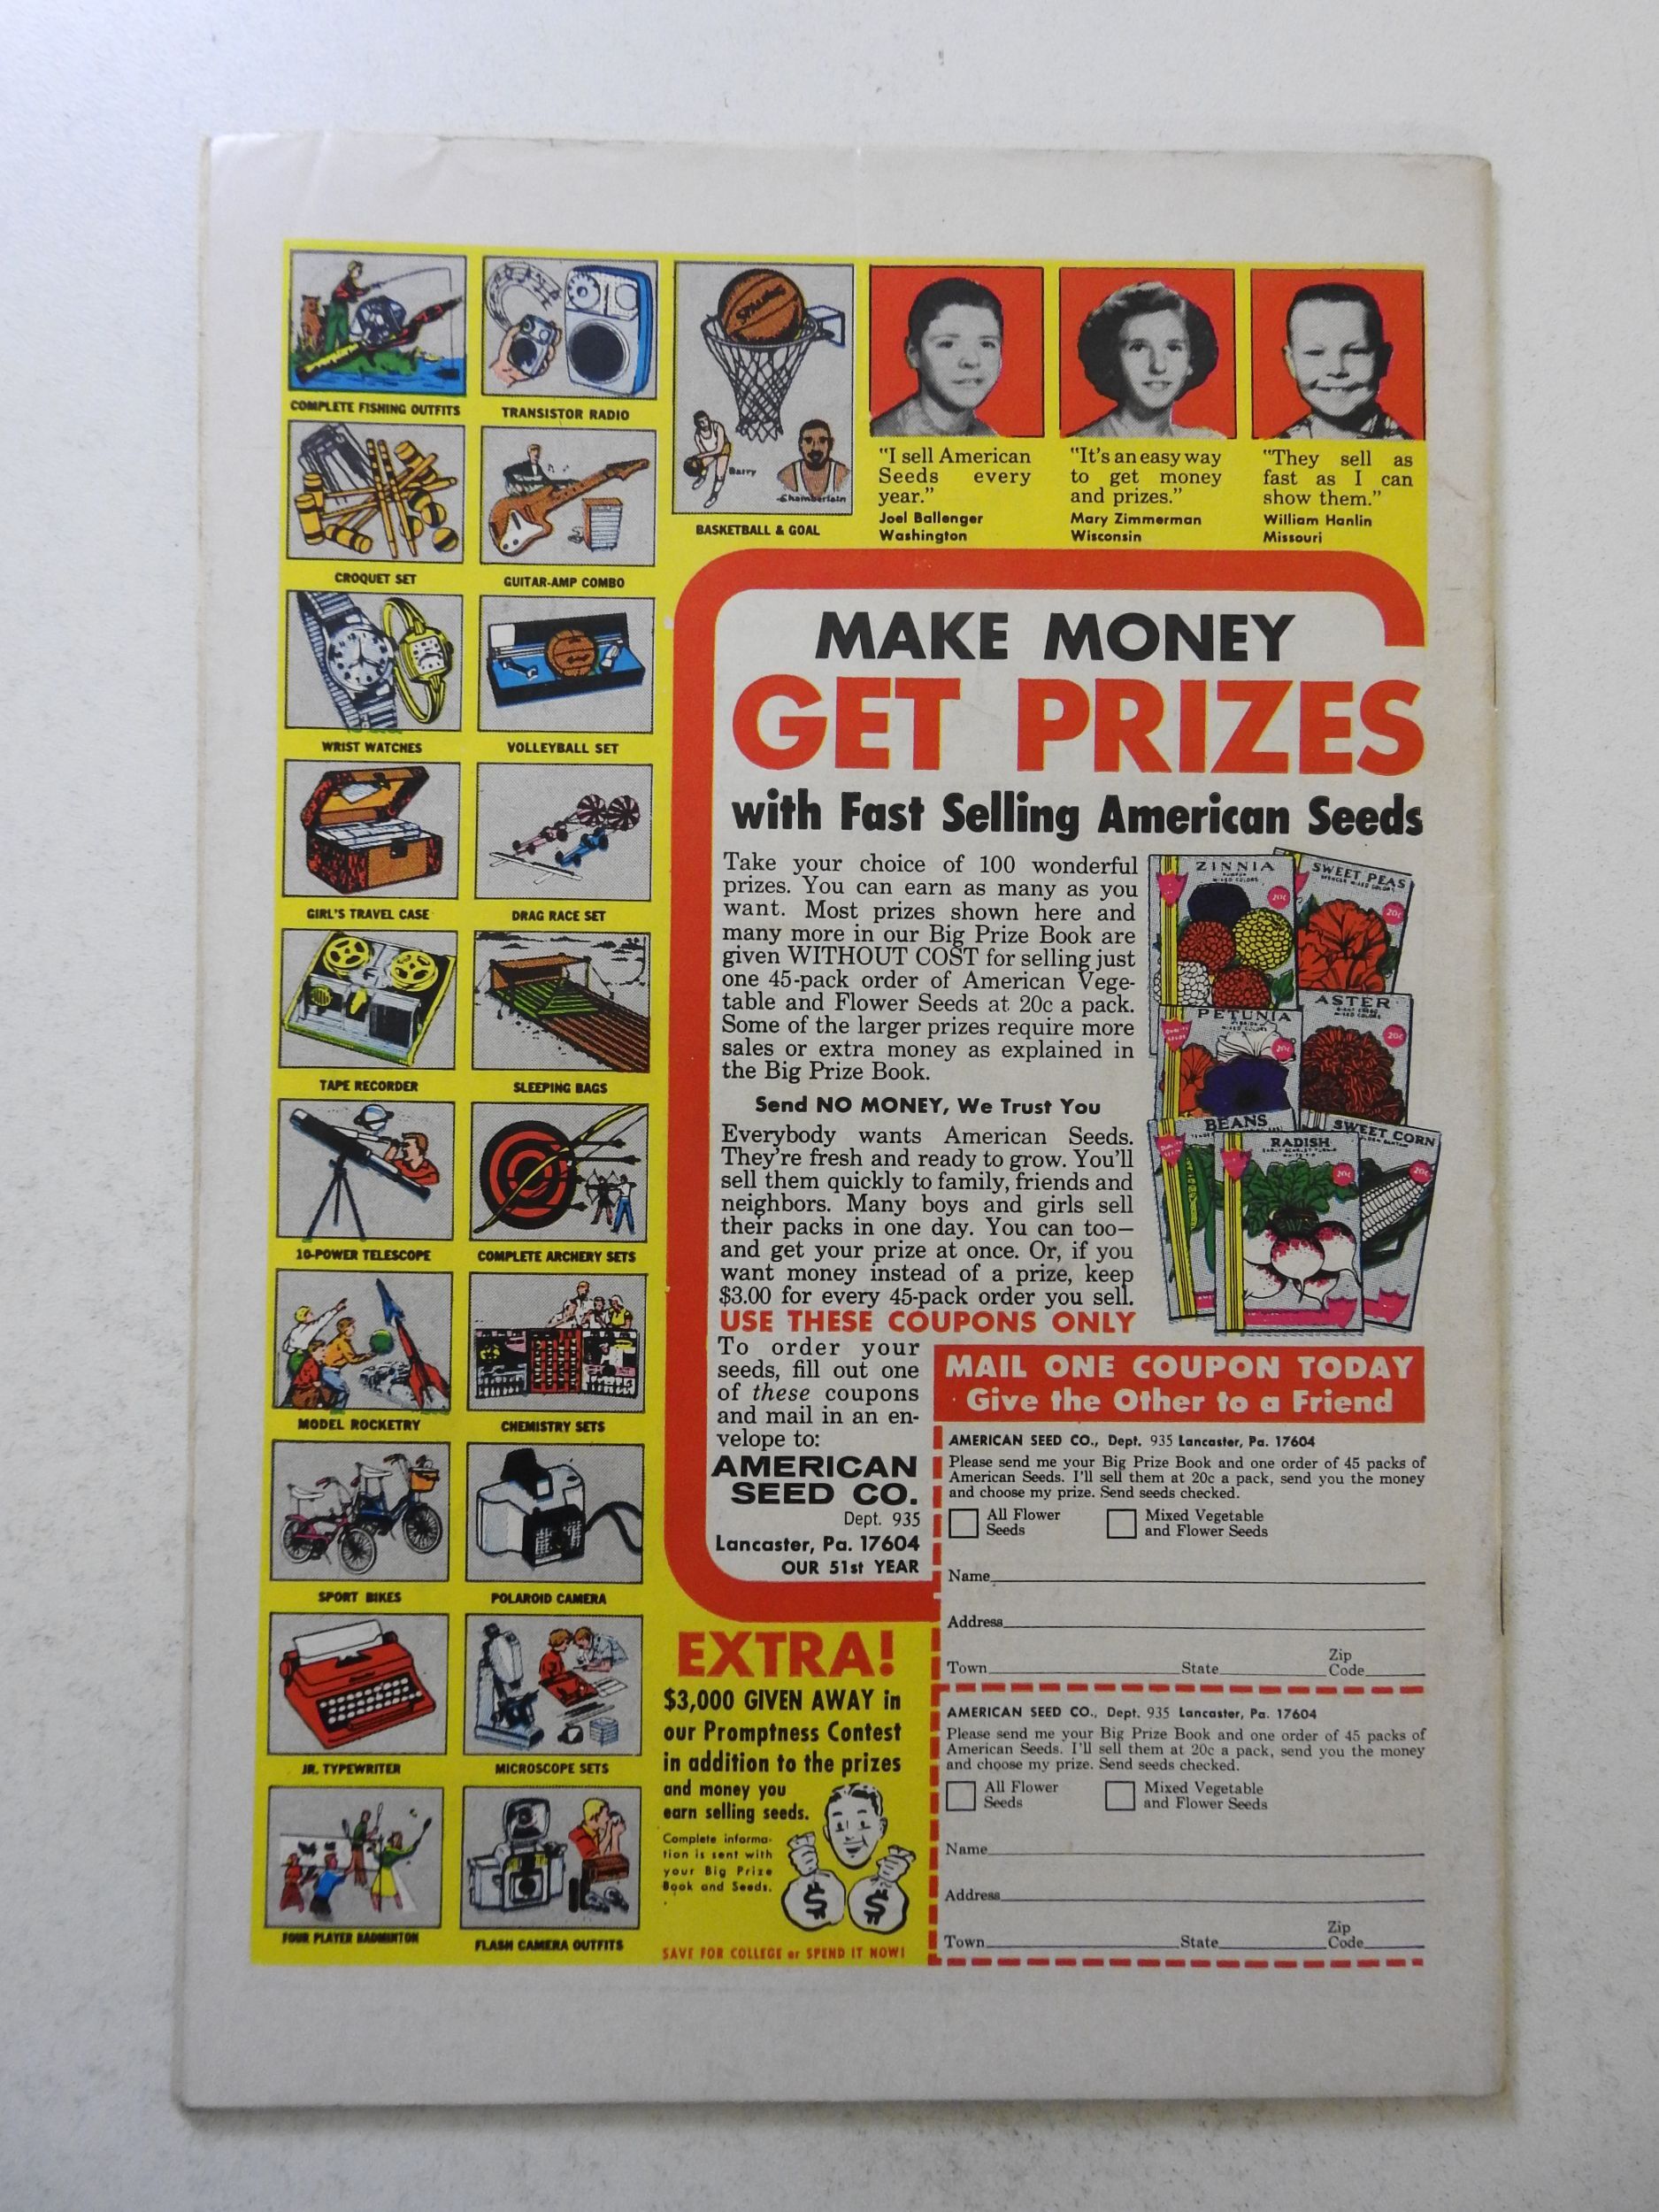 COMPLETE FISHING OUTFITS
TRANSISTOR RADIO
SPALDING
Barry
Chamberlain
BASKETBALL & GOAL
"I sell American
Seeds every
year."
Joel Ballenger
Washington
"It's an easy way
to get money
and prizes."
Mary Zimmerman
Wisconsin
"They sell as
fast as I can
show them."
William Hanlin
Missouri
CROQUET SET
GUITAR-AMP COMBO
WRIST WATCHES
VOLLEYBALL SET
GIRL'S TRAVEL CASE
DRAG RACE SET
TAPE RECORDER
SLEEPING BAGS
10-POWER TELESCOPE
COMPLETE ARCHERY SETS
MODEL ROCKETRY
CHEMISTRY SETS
SPORT BIKES
POLAROID CAMERA
JR. TYPEWRITER
MICROSCOPE SETS
FOUR PLAYER BADMINTON
FLASH CAMERA OUTFITS
MAKE MONEY
GET PRIZES
with Fast Selling American Seeds
Take your choice of 100 wonderful
prizes. You can earn as many as you
want. Most prizes shown here and
many more in our Big Prize Book are
given WITHOUT COST for selling just
one 45-pack order of American Vege-
table and Flower Seeds at 20c a pack.
Some of the larger prizes require more
sales or extra money as explained in
the Big Prize Book.
Send NO MONEY, We Trust You
Everybody wants American Seeds.
They're fresh and ready to grow. You'll
sell them quickly to family, friends and
neighbors. Many boys and girls sell
their packs in one day. You can too—
and get your prize at once. Or, if you
want money instead of a prize, keep
$3.00 for every 45-pack order you sell.
USE THESE COUPONS ONLY
ZINNIA
MIXED COLORS
20c
SWEET PEAS
MIXED COLORS
20c
PETUNIA
MIXED COLORS
20c
ASTER
MIXED COLORS
20c
BEANS
RADISH
20c
SWEET CORN
20c
To order your
seeds, fill out one
of these coupons
and mail in an en-
velope to:
AMERICAN
SEED CO.
Dept. 935
Lancaster, Pa. 17604
OUR 51st YEAR
MAIL ONE COUPON TODAY
Give the Other to a Friend
AMERICAN SEED CO., Dept. 935 Lancaster, Pa. 17604
Please send me your Big Prize Book and one order of 45 packs of
American Seeds. I'll sell them at 20c a pack, send you the money
and choose my prize. Send seeds checked.
All Flower
Seeds
Mixed Vegetable
and Flower Seeds
Name
Address
Town State Zip Code
AMERICAN SEED CO., Dept. 935 Lancaster, Pa. 17604
Please send me your Big Prize Book and one order of 45 packs of
American Seeds. I'll sell them at 20c a pack, send you the money
and choose my prize. Send seeds checked.
All Flower
Seeds
Mixed Vegetable
and Flower Seeds
Name
Address
Town State Zip Code
EXTRA!
$3,000 GIVEN AWAY in
our Promptness Contest
in addition to the prizes
and money you
earn selling seeds.
Complete informa-
tion is sent with
your Big Prize
Book and Seeds.
$ $
SAVE FOR COLLEGE or SPEND IT NOW!